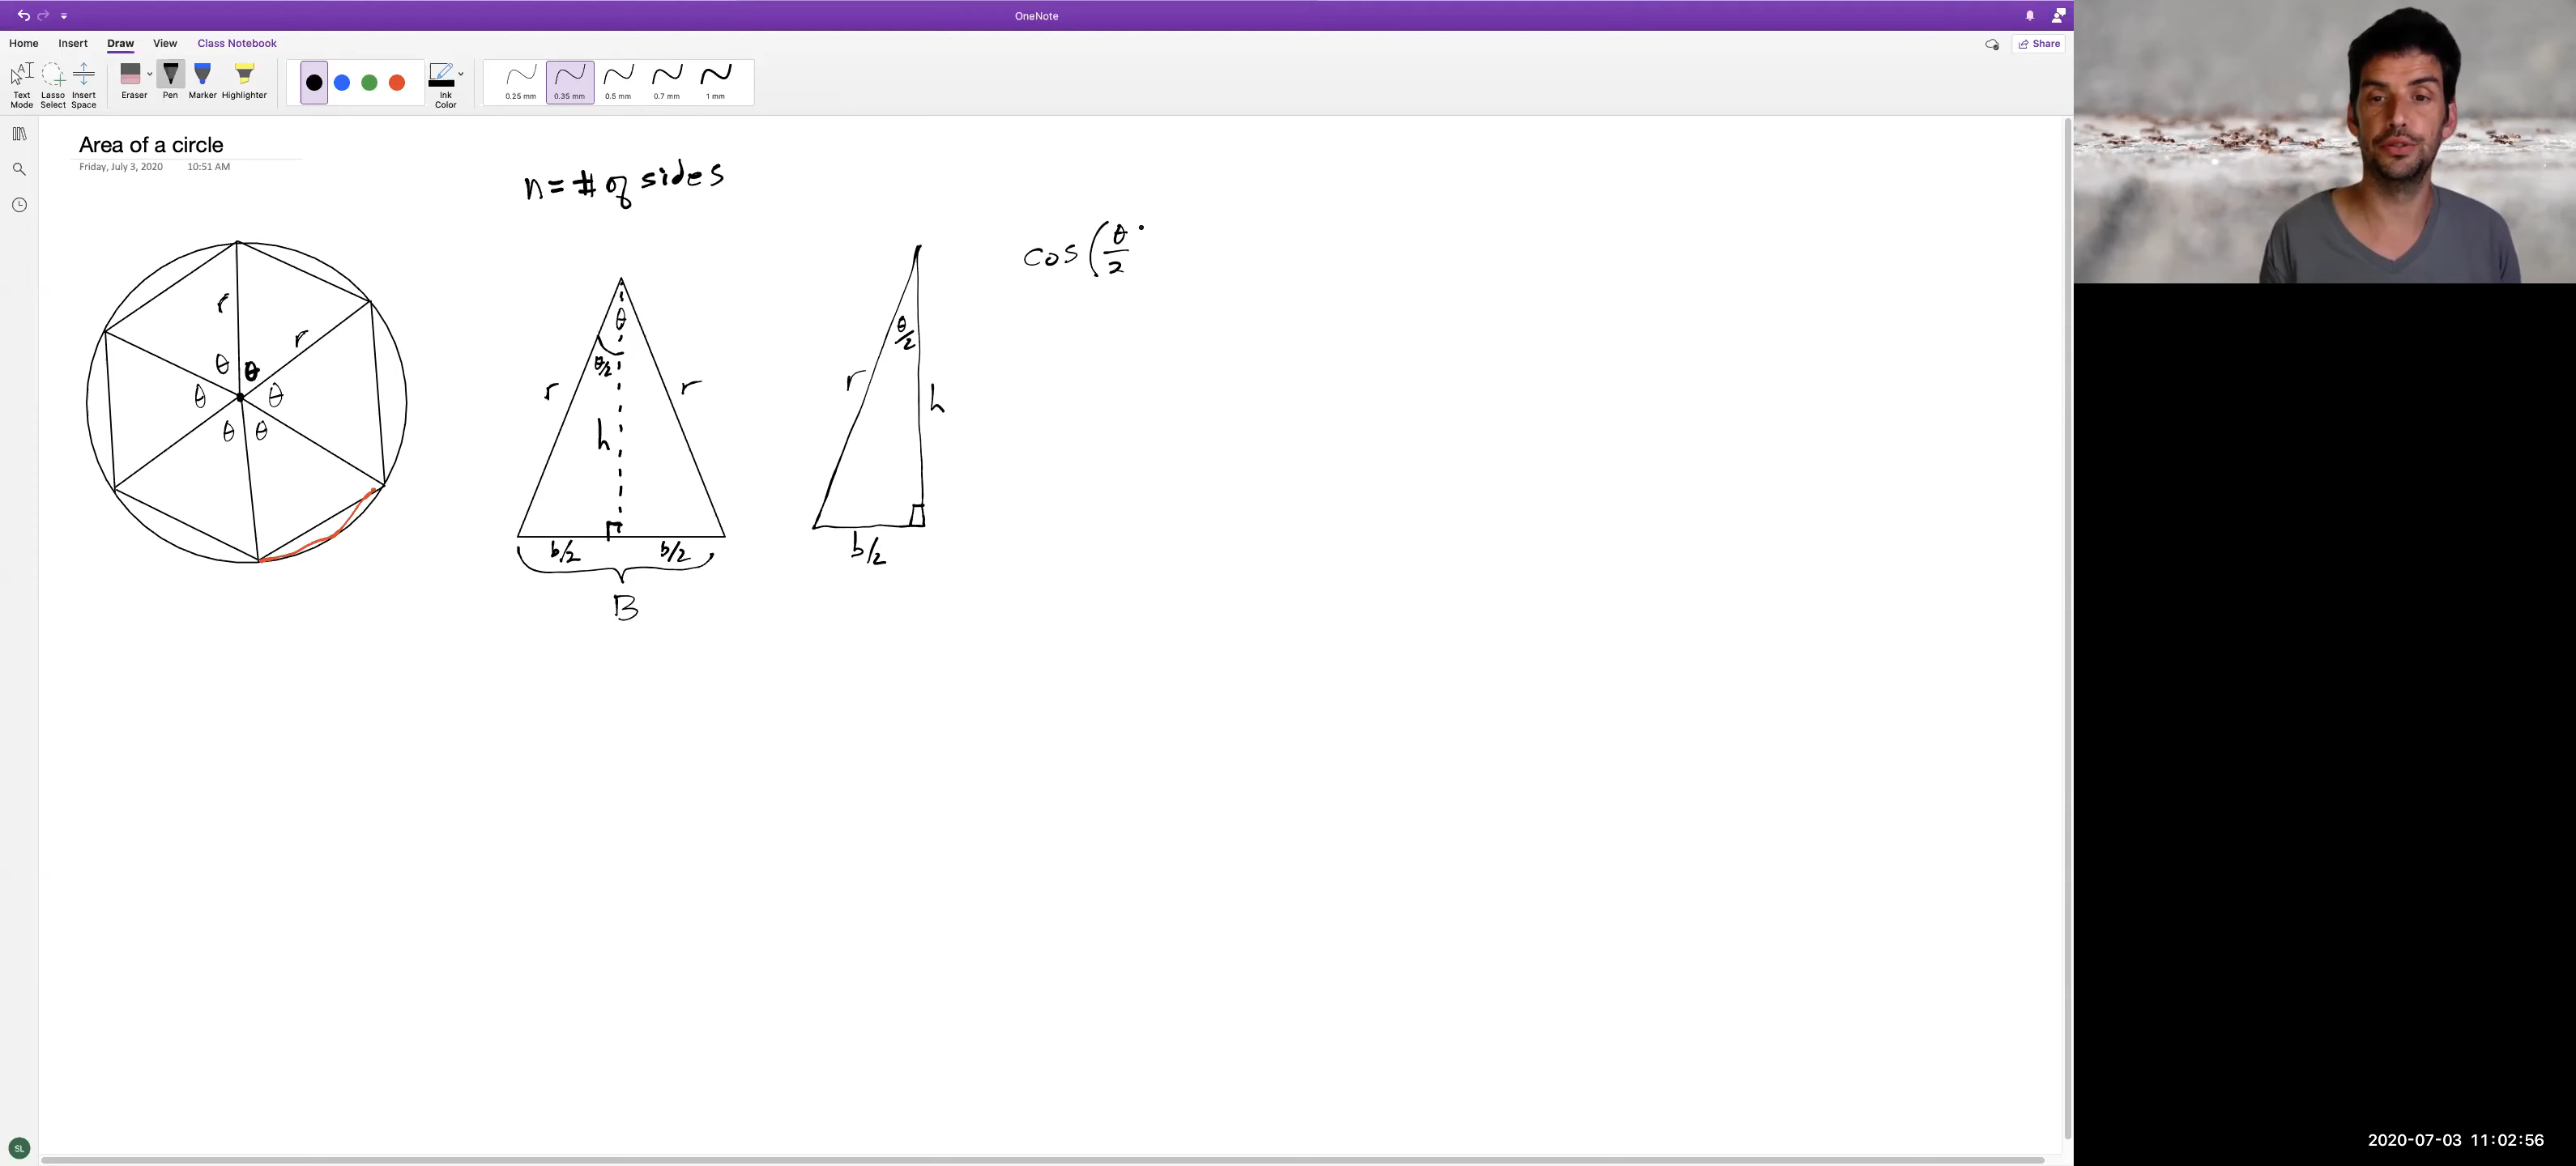 OneNote
Home Insert Draw View Class Notebook
Share
Text Mode
Lasso Select
Insert Space
Eraser
Pen
Marker
Highlighter
Ink Color
0.25 mm
0.35 mm
0.5 mm
0.7 mm
1 mm
Area of a circle
Friday, July 3, 2020 10:51 AM
n = # of sides
r
r
θ θ
θ θ
θ θ
θ
θ/2
r
r
h
b/2 b/2
B
θ/2
r
h
b/2
cos (θ/2
SL
2020-07-03 11:02:56